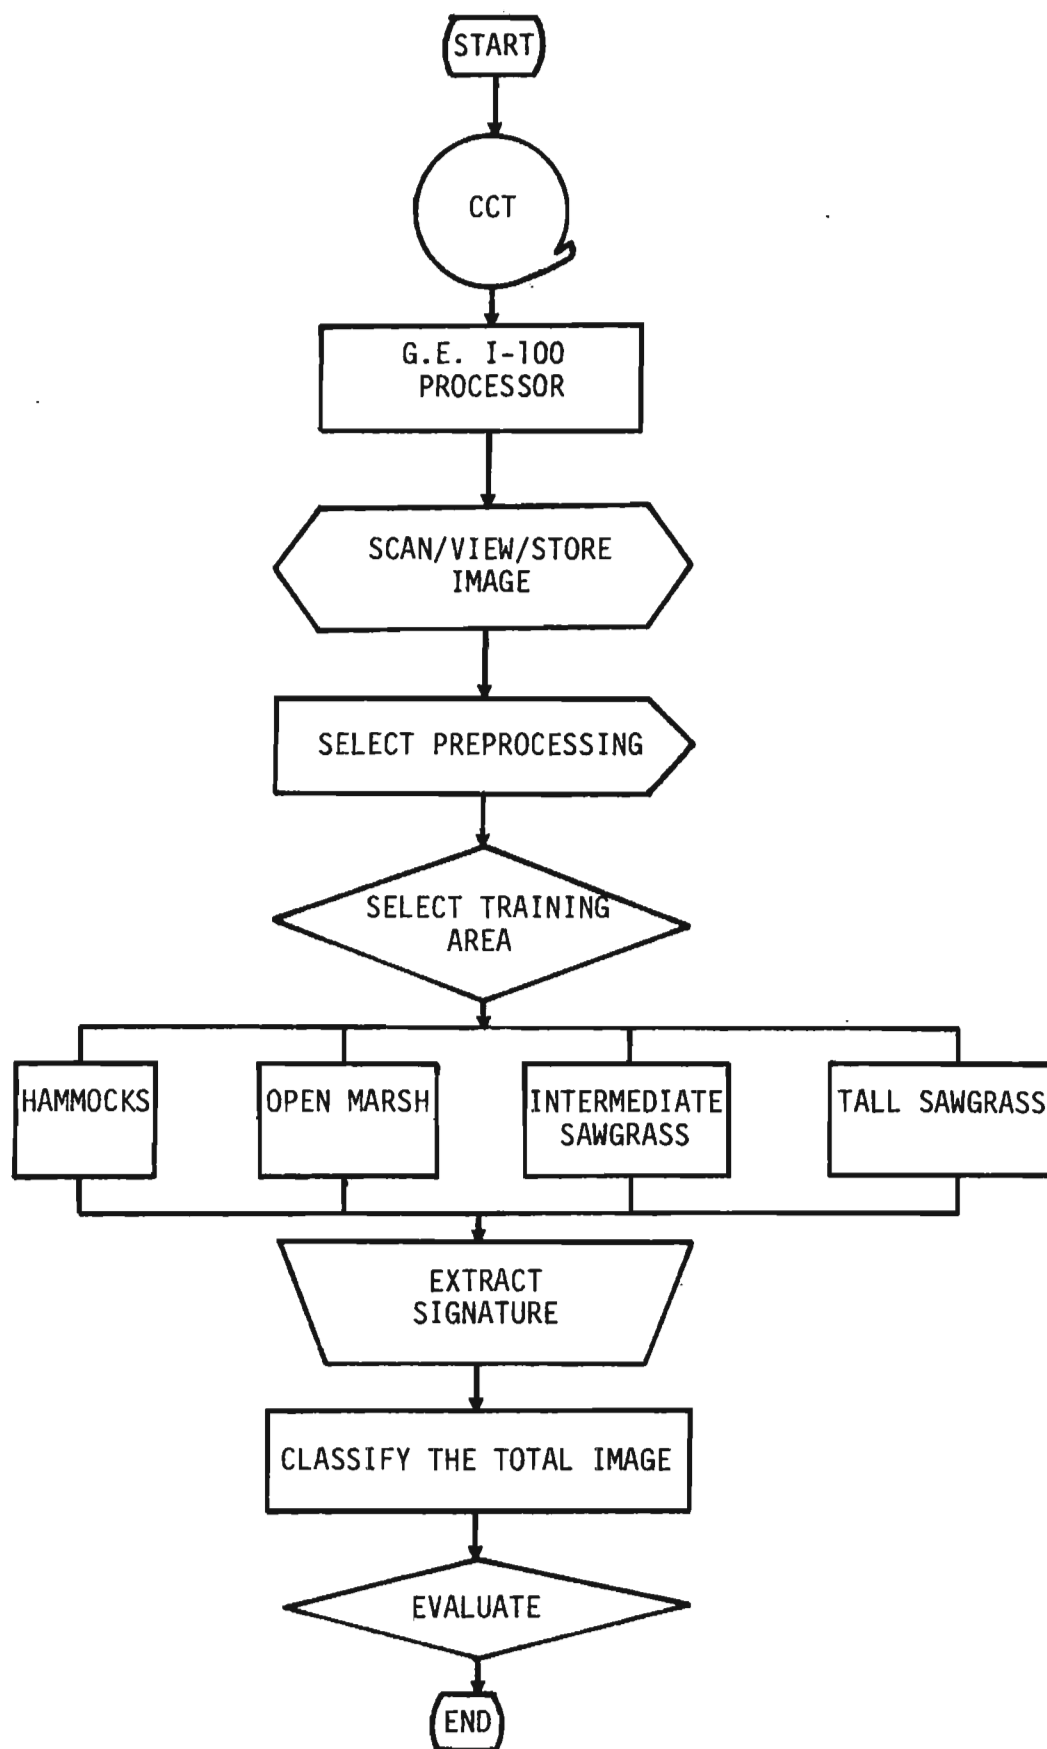 START
CCT
G.E. I-100
PROCESSOR
SCAN/VIEW/STORE
IMAGE
SELECT PREPROCESSING
SELECT TRAINING
AREA
HAMMOCKS
OPEN MARSH
INTERMEDIATE
SAWGRASS
TALL SAWGRASS
EXTRACT
SIGNATURE
CLASSIFY THE TOTAL IMAGE
EVALUATE
END